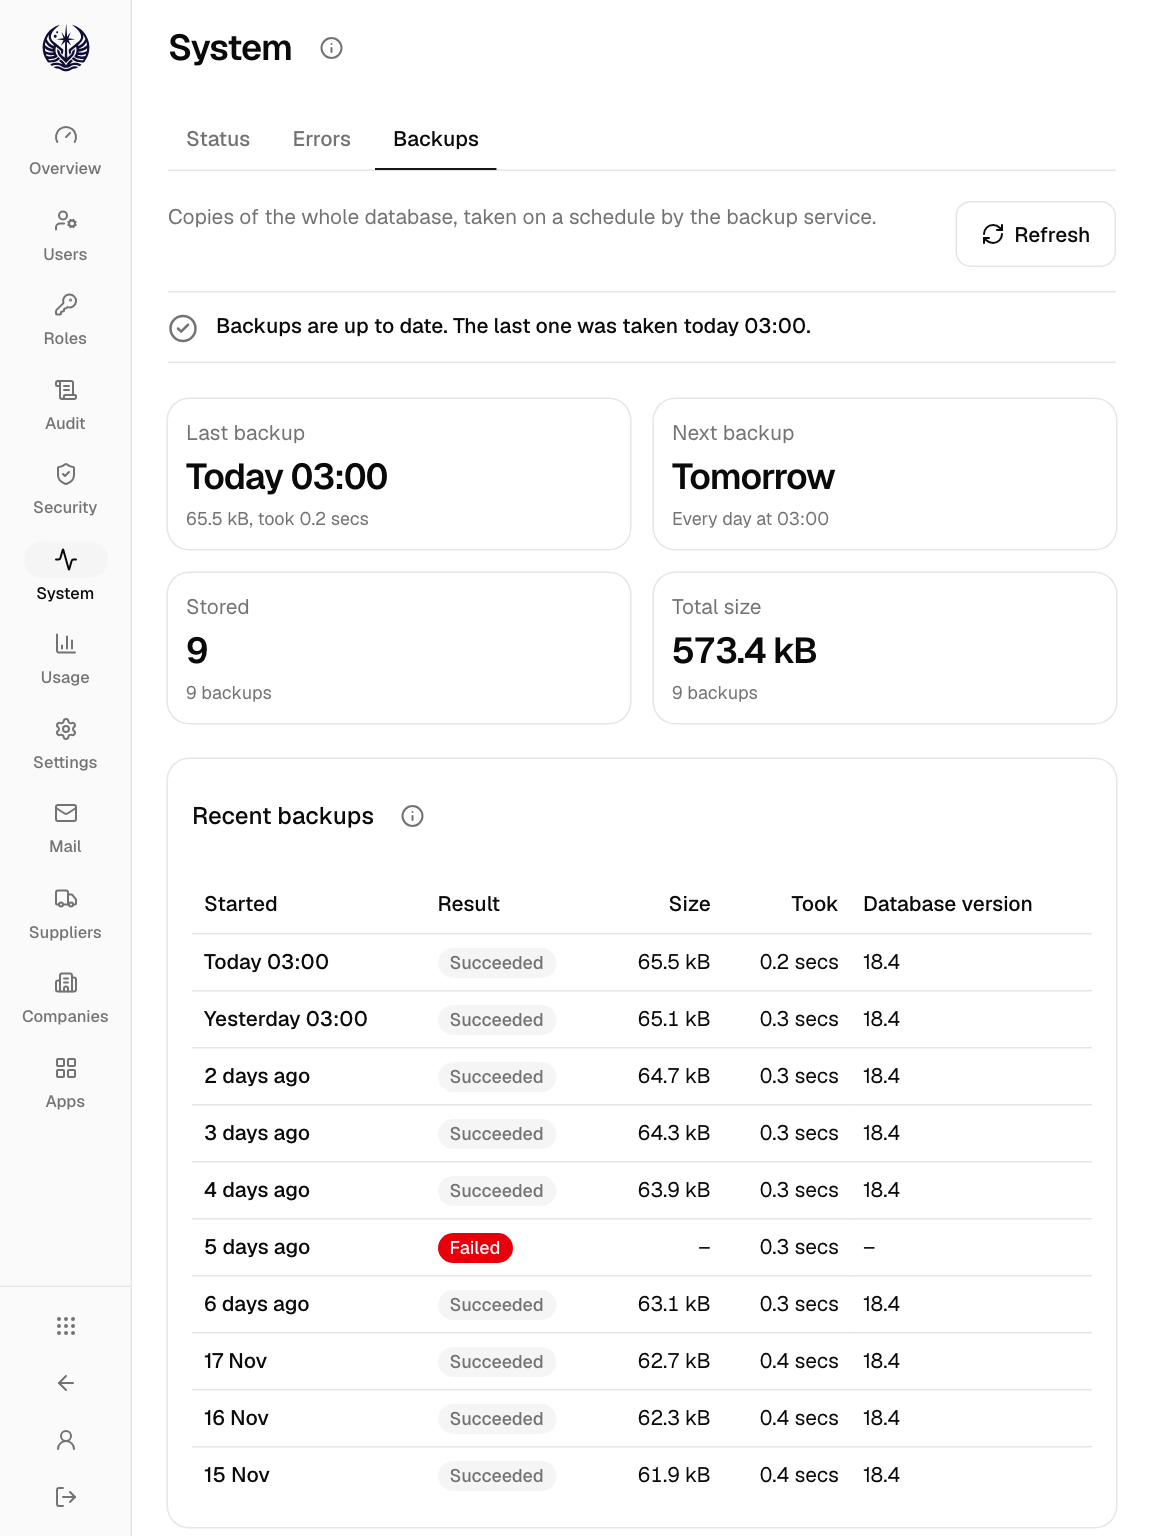 System
Status Errors Backups
Copies of the whole database, taken on a schedule by the backup service.
Refresh
Backups are up to date. The last one was taken today 03:00.
Last backup
Today 03:00
65.5 kB, took 0.2 secs
Next backup
Tomorrow
Every day at 03:00
Stored
9
9 backups
Total size
573.4 kB
9 backups
Recent backups
Started Result Size Took Database version
Today 03:00 Succeeded 65.5 kB 0.2 secs 18.4
Yesterday 03:00 Succeeded 65.1 kB 0.3 secs 18.4
2 days ago Succeeded 64.7 kB 0.3 secs 18.4
3 days ago Succeeded 64.3 kB 0.3 secs 18.4
4 days ago Succeeded 63.9 kB 0.3 secs 18.4
5 days ago Failed – 0.3 secs –
6 days ago Succeeded 63.1 kB 0.3 secs 18.4
17 Nov Succeeded 62.7 kB 0.4 secs 18.4
16 Nov Succeeded 62.3 kB 0.4 secs 18.4
15 Nov Succeeded 61.9 kB 0.4 secs 18.4
Overview
Users
Roles
Audit
Security
System
Usage
Settings
Mail
Suppliers
Companies
Apps